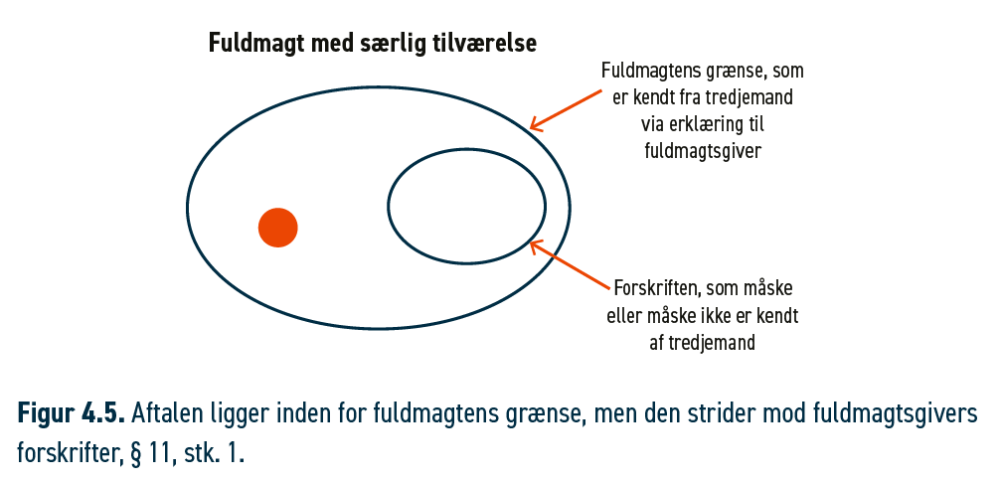 Fuldmagt med særlig tilværelse
Fuldmagtens grænse, som
er kendt fra tredjemand
via erklæring til
fuldmagtsgiver
Forskriften, som måske
eller måske ikke er kendt
af tredjemand
Figur 4.5. Aftalen ligger inden for fuldmagtens grænse, men den strider mod fuldmagtsgivers
forskrifter, § 11, stk. 1.